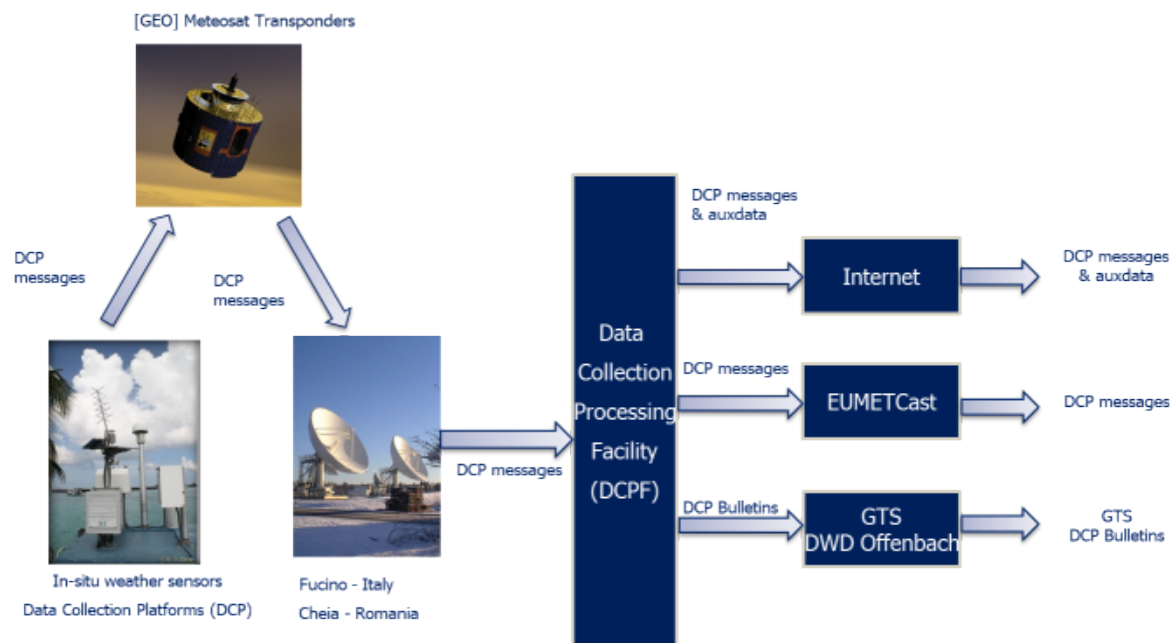 [GEO] Meteosat Transponders
DCP
messages
DCP
messages
In-situ weather sensors
Data Collection Platforms (DCP)
Fucino - Italy
Cheia - Romania
DCP messages
Data
Collection
Processing
Facility
(DCPF)
DCP messages
& auxdata
Internet
DCP messages
& auxdata
DCP messages
EUMETCast
DCP messages
DCP Bulletins
GTS
DWD Offenbach
GTS
DCP Bulletins